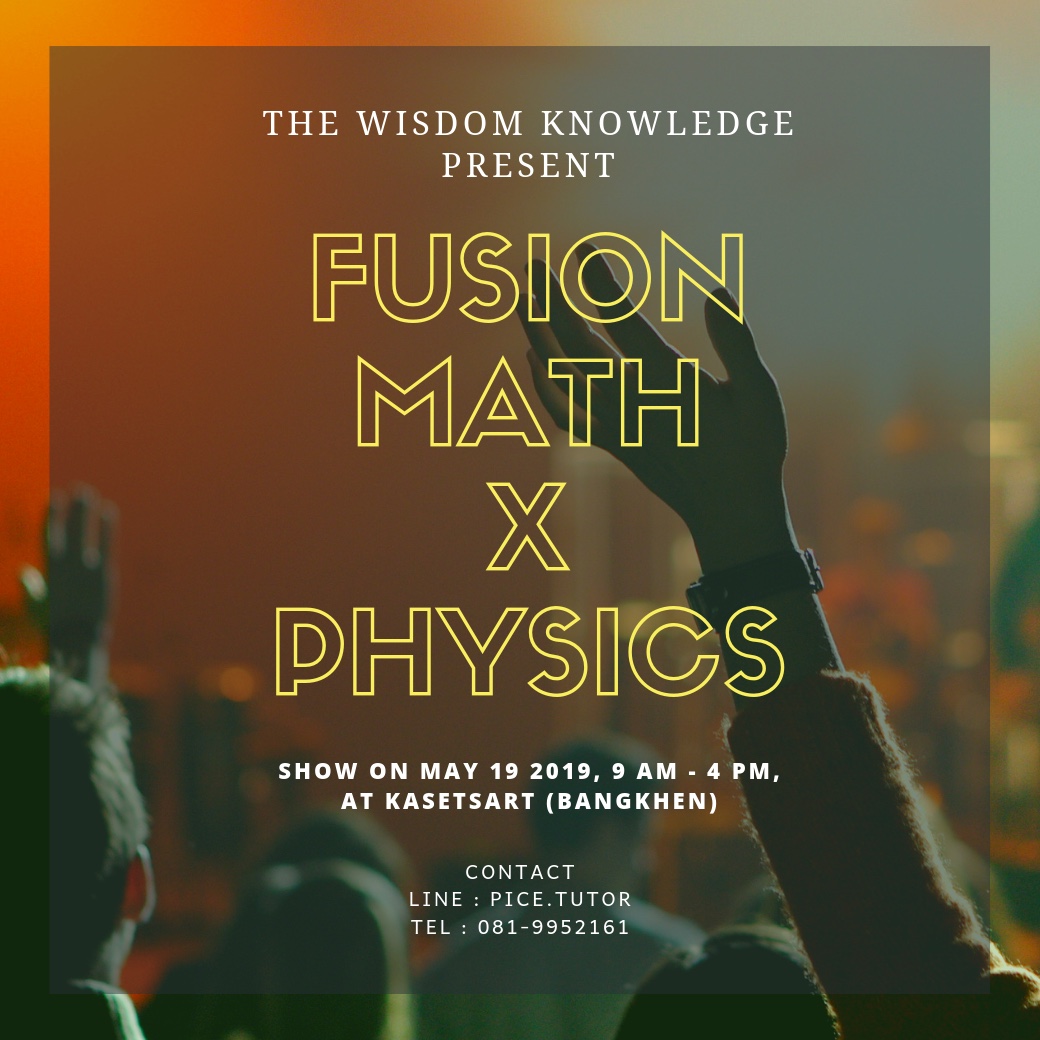 THE WISDOM KNOWLEDGE
PRESENT
FUSION
MATH
X
PHYSICS
SHOW ON MAY 19 2019, 9 AM - 4 PM,
AT KASETSART (BANGKHEN)
CONTACT
LINE : PICE.TUTOR
TEL : 081-9952161